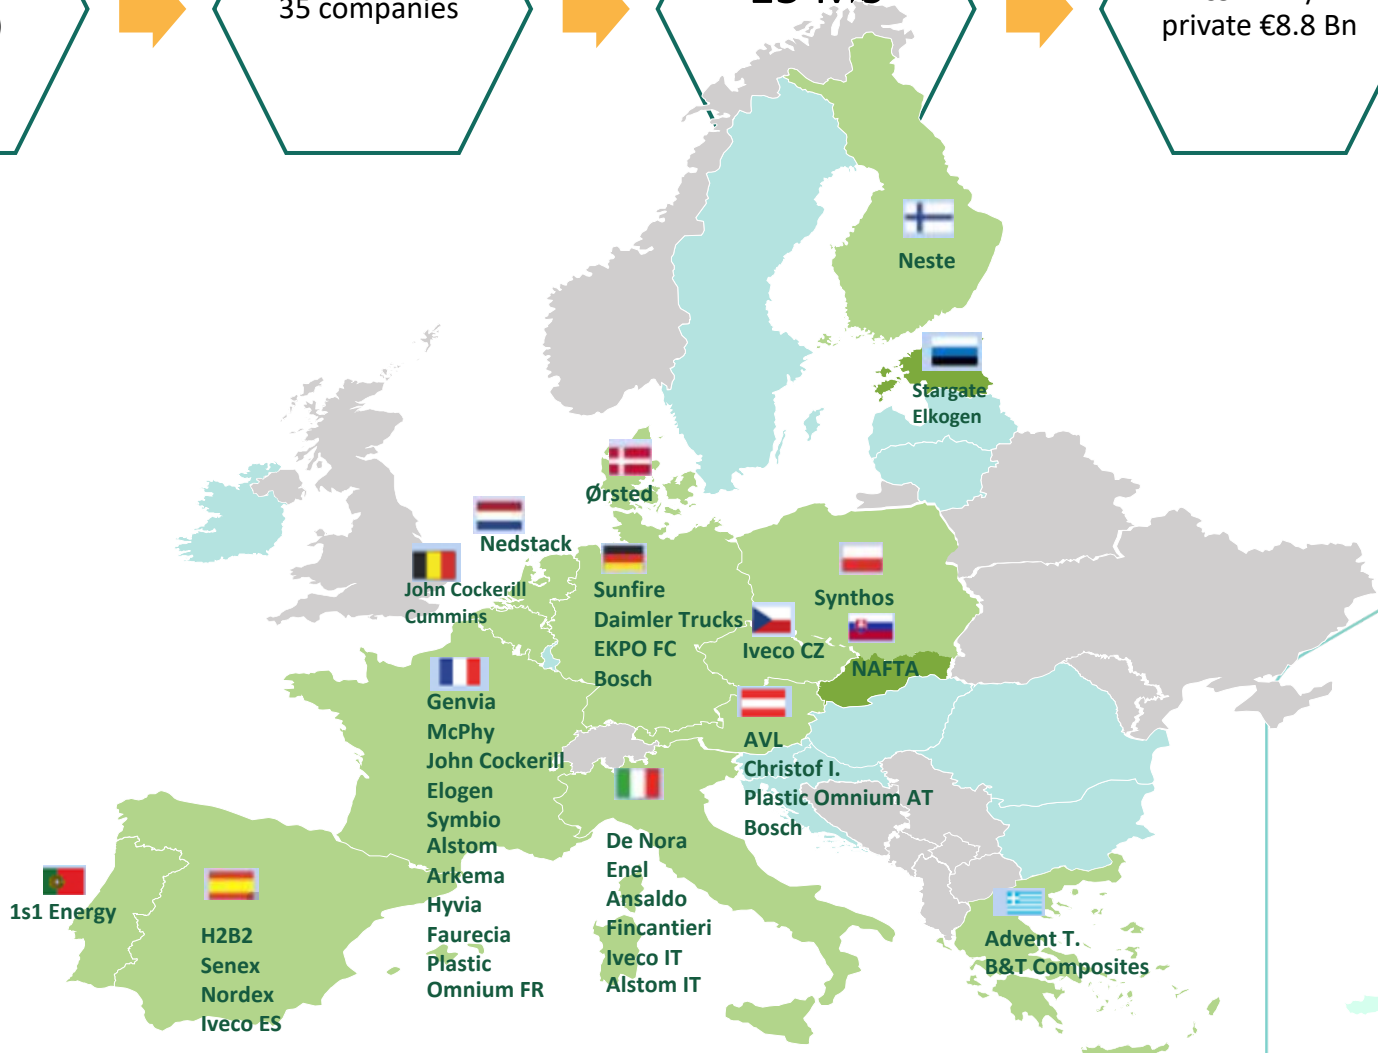 35 companies
private €8.8 Bn
Neste
Stargate
Elkogen
Ørsted
Nedstack
John Cockerill
Cummins
Sunfire
Daimler Trucks
EKPO FC
Bosch
Synthos
Iveco CZ
NAFTA
Genvia
McPhy
John Cockerill
Elogen
Symbio
Alstom
Arkema
Hyvia
Faurecia
Plastic
Omnium FR
AVL
Christof I.
Plastic Omnium AT
Bosch
De Nora
Enel
Ansaldo
Fincantieri
Iveco IT
Alstom IT
1s1 Energy
H2B2
Senex
Nordex
Iveco ES
Advent T.
B&T Composites